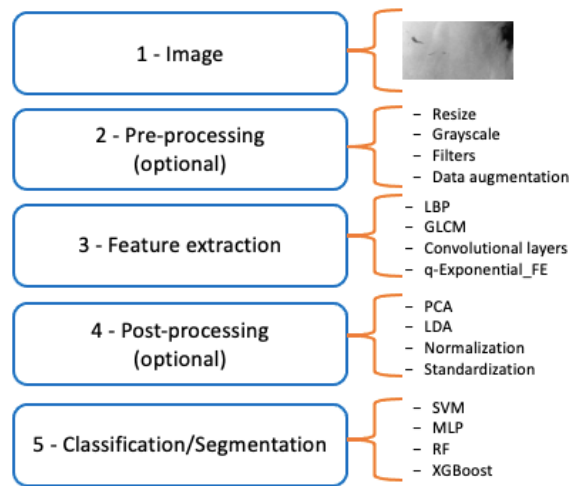 1 - Image
2 - Pre-processing
(optional)
– Resize
– Grayscale
– Filters
– Data augmentation
3 - Feature extraction
– LBP
– GLCM
– Convolutional layers
– q-Exponential_FE
4 - Post-processing
(optional)
– PCA
– LDA
– Normalization
– Standardization
5 - Classification/Segmentation
– SVM
– MLP
– RF
– XGBoost